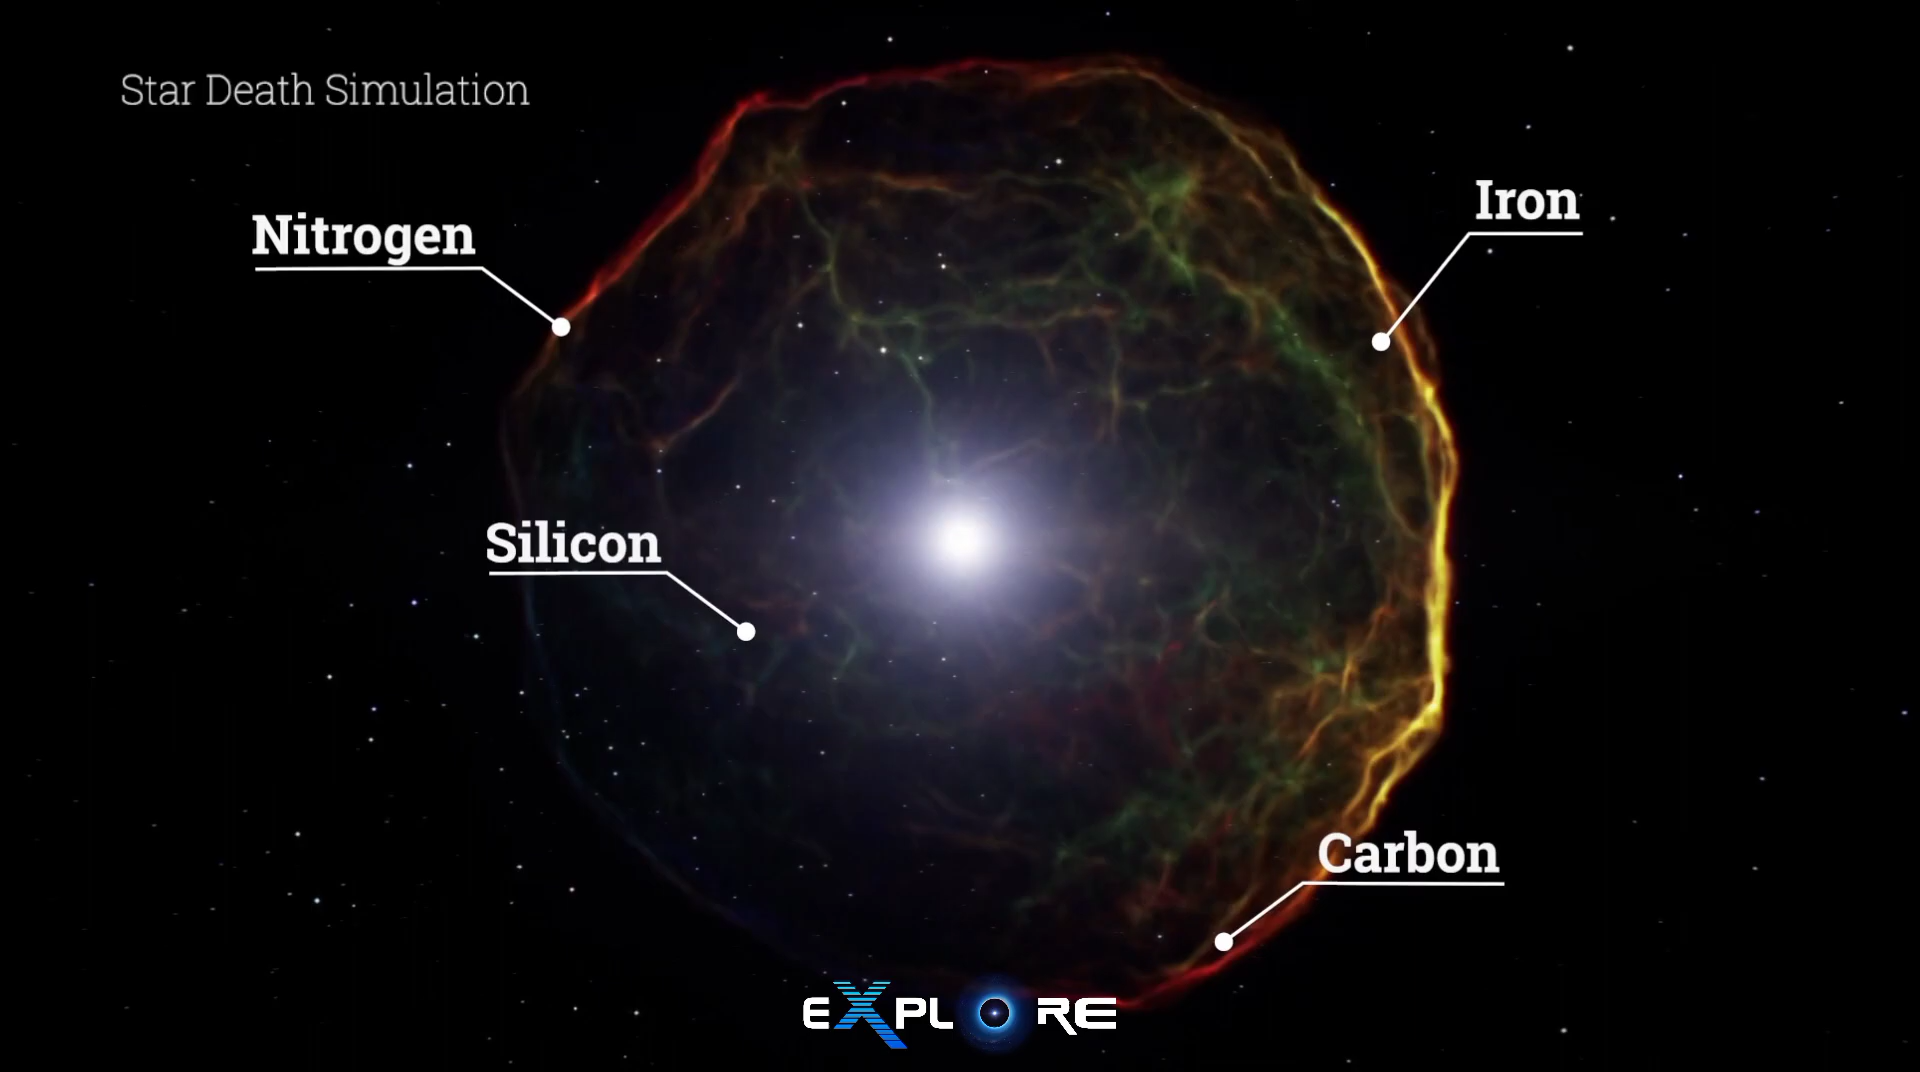 Star Death Simulation
Nitrogen
Iron
Silicon
Carbon
EXPLORE